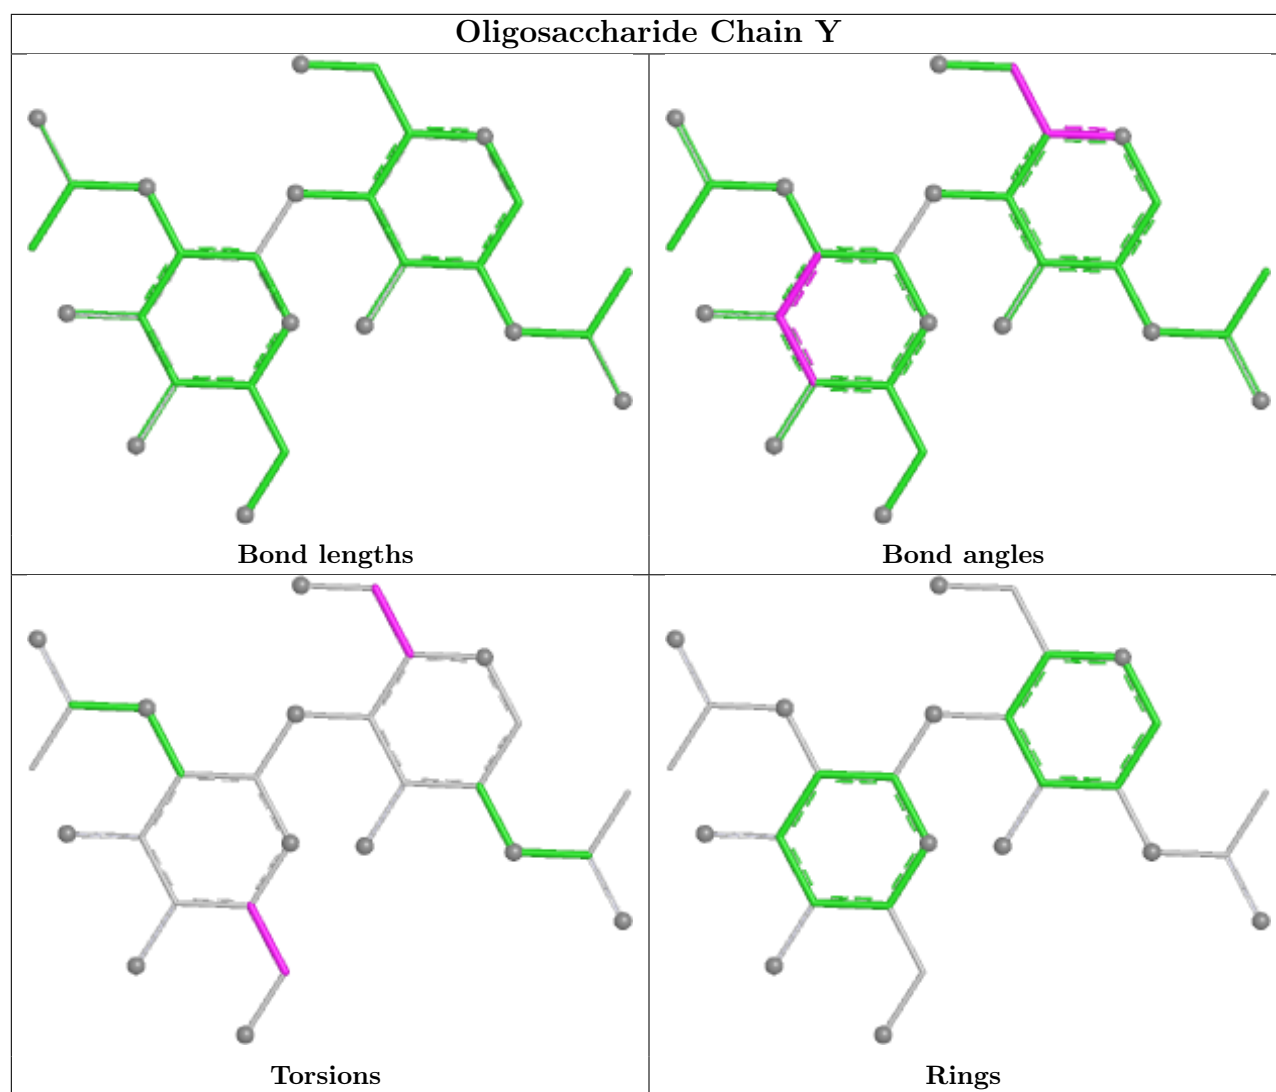 Oligosaccharide Chain Y
Bond lengths
Bond angles
Torsions
Rings